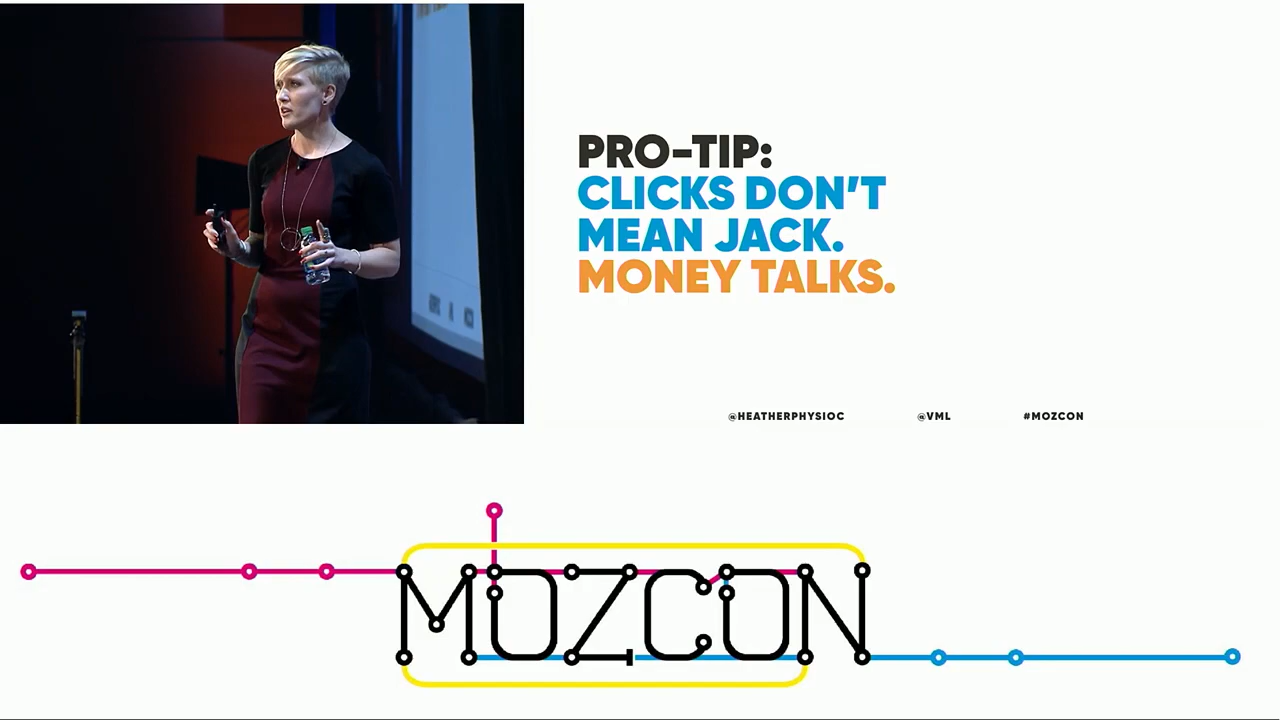 PRO-TIP:
CLICKS DON'T
MEAN JACK.
MONEY TALKS.
@HEATHERPHYSIOC @VML #MOZCON
MOZCON